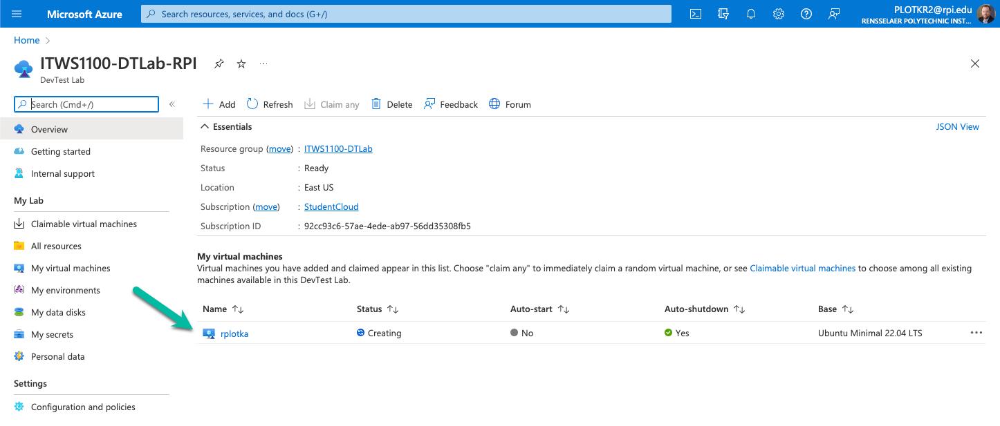 Microsoft Azure
Search resources, services, and docs (G+/)
PLOTKR2@rpi.edu
RENSSELAER POLYTECHNIC INST...
Home
ITWS1100-DTLab-RPI
DevTest Lab
Search (Cmd+/)
Add Refresh Claim any Delete Feedback Forum
Overview
Getting started
Internal support
My Lab
Claimable virtual machines
All resources
My virtual machines
My environments
My data disks
My secrets
Personal data
Settings
Configuration and policies
Essentials
JSON View
Resource group (move) : ITWS1100-DTLab
Status : Ready
Location : East US
Subscription (move) : StudentCloud
Subscription ID : 92cc93c6-57ae-4ede-ab97-56dd35308fb5
My virtual machines
Virtual machines you have added and claimed appear in this list. Choose "claim any" to immediately claim a random virtual machine, or see Claimable virtual machines to choose among all existing
machines available in this DevTest Lab.
Name Status Auto-start Auto-shutdown Base
rplotka Creating No Yes Ubuntu Minimal 22.04 LTS